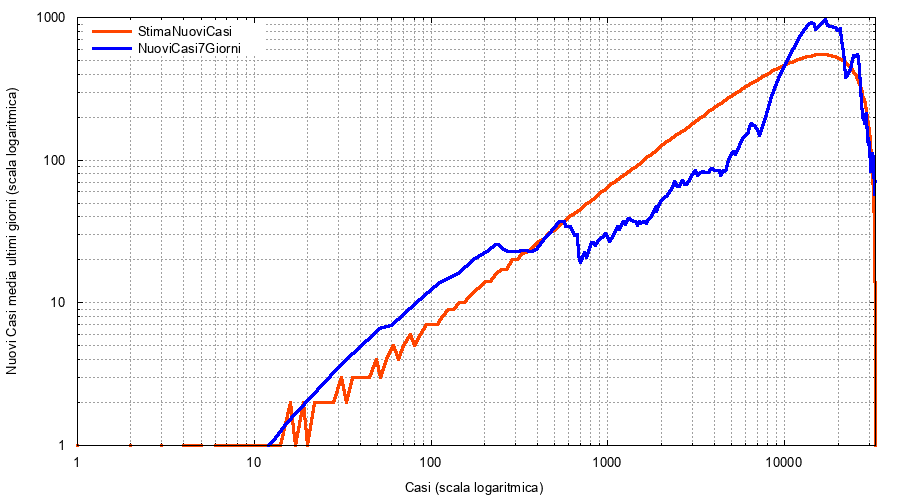 1000
StimaNuoviCasi
NuoviCasi7Giorni
100
10
1
1 10 100 1000 10000
Nuovi Casi media ultimi giorni (scala logaritmica)
Casi (scala logaritmica)